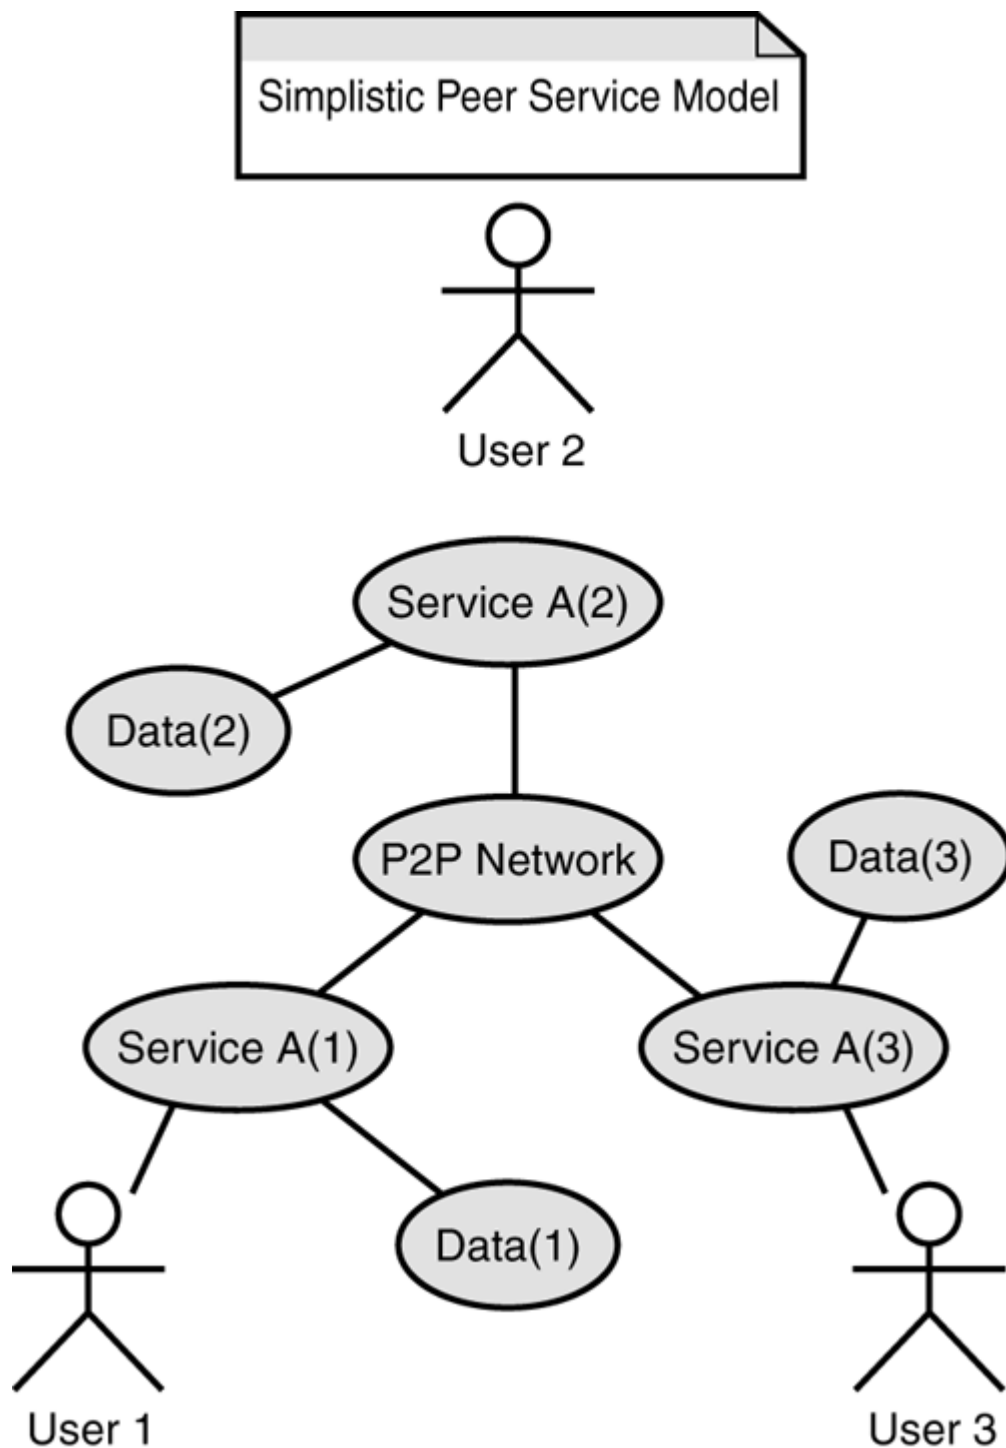 Simplistic Peer Service Model
User 2
Service A(2)
Data(2)
P2P Network
Data(3)
Service A(1)
Service A(3)
Data(1)
User 1
User 3